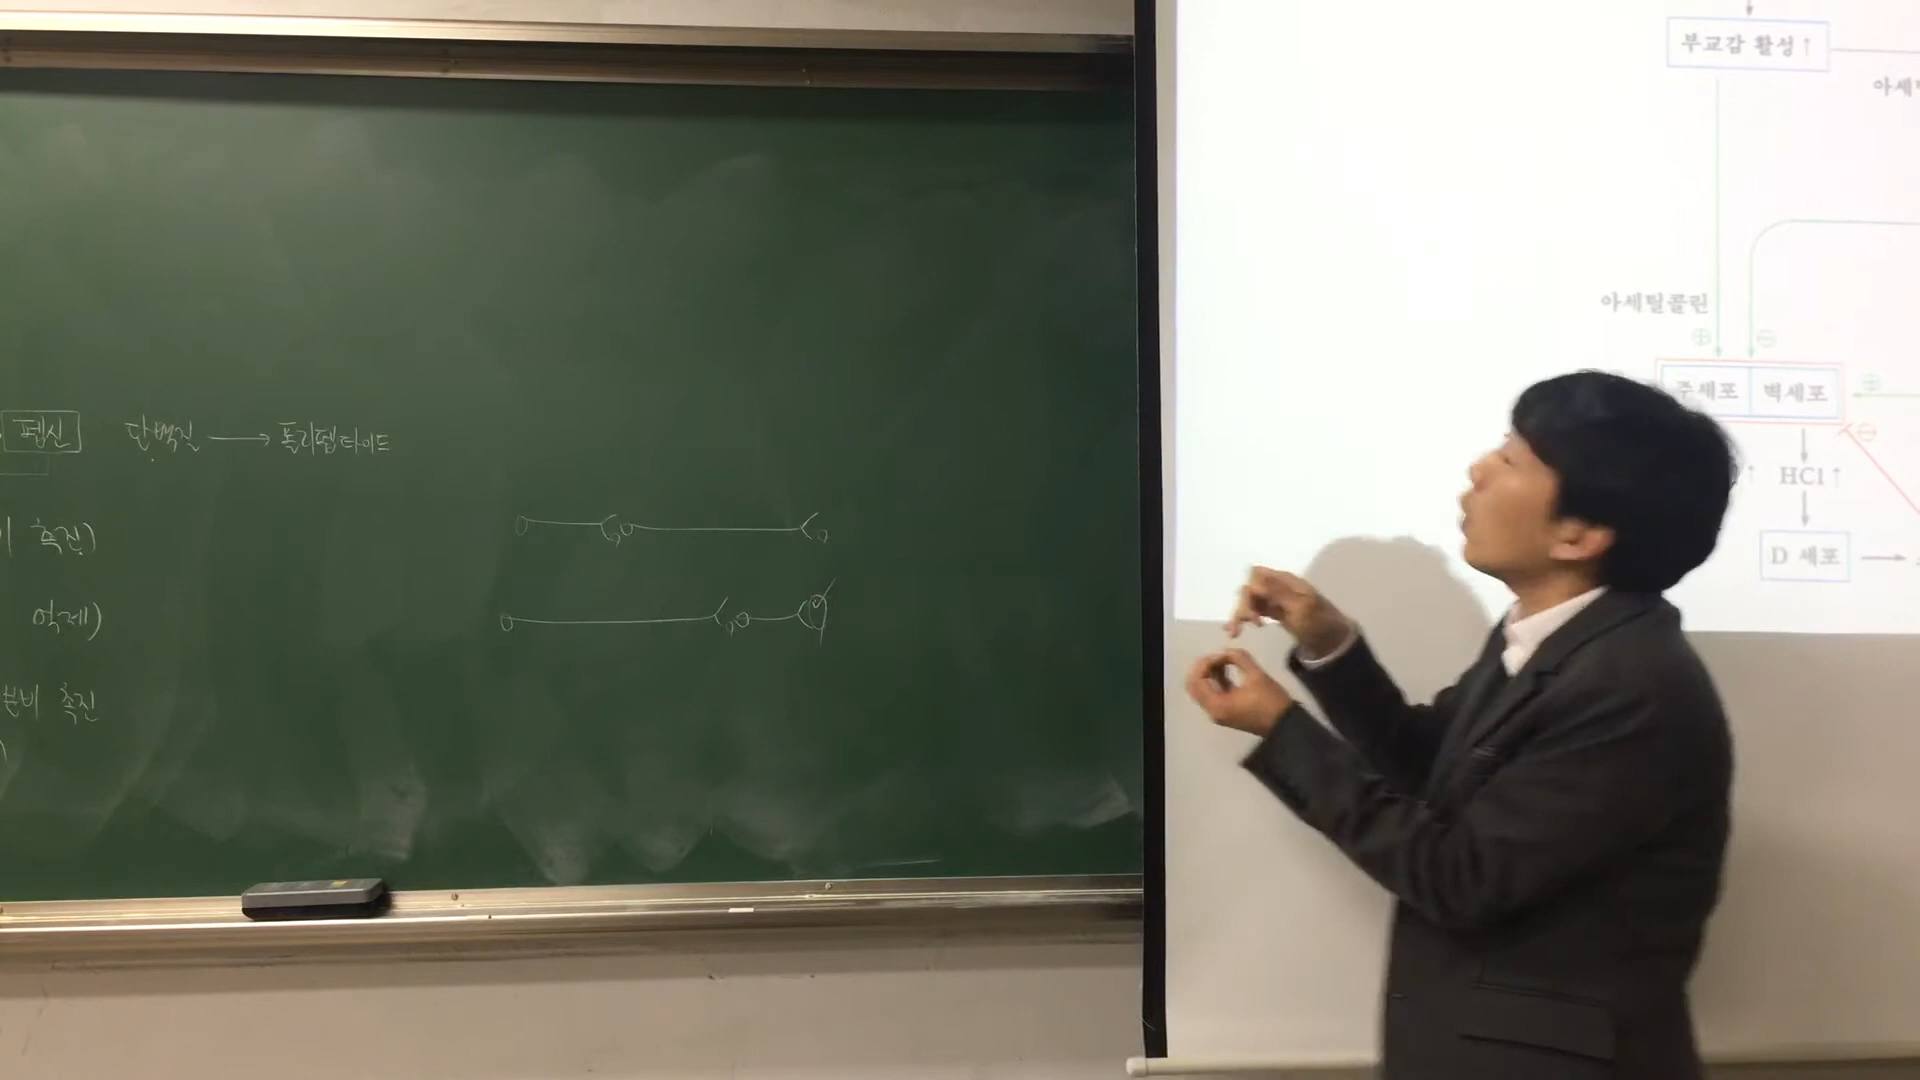 펩신 단백질 → 폴리펩타이드
촉진)
억제)
분비 촉진
)
부교감 활성↑
아세틸콜린
⊕ ⊖
주세포 벽세포 ⊕
⊖
↑ HCl↑
D 세포 →